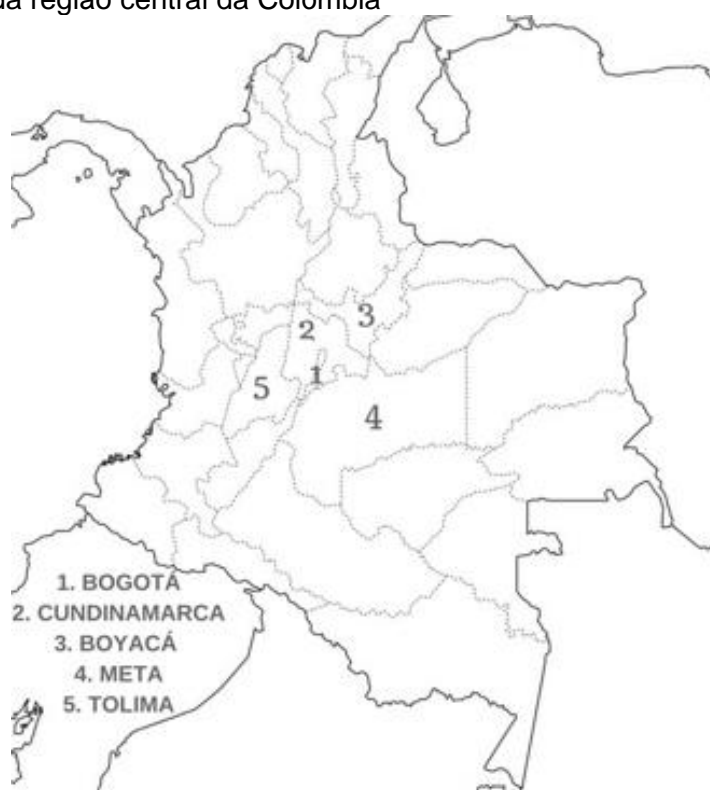 da região central da Colômbia
3
2
1
5
4
1. BOGOTÁ
2. CUNDINAMARCA
3. BOYACÁ
4. META
5. TOLIMA